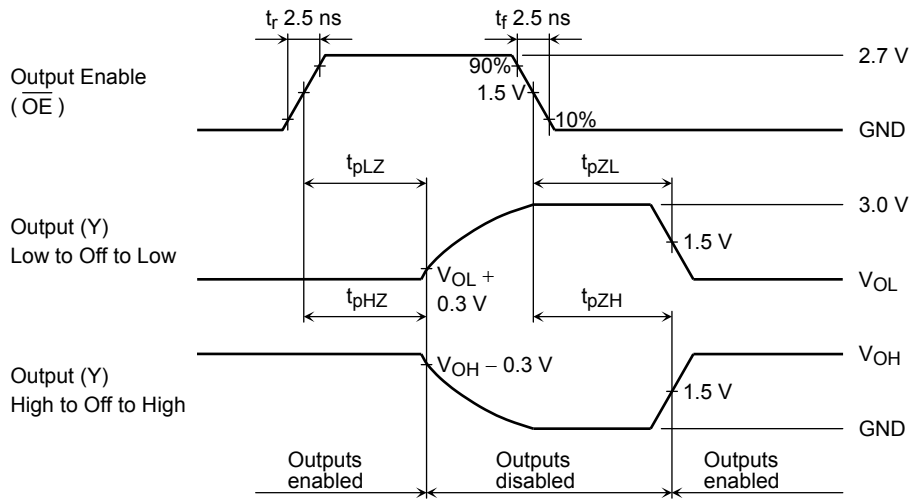 tr 2.5 ns
tf 2.5 ns
Output Enable
( OE )
90%
1.5 V
10%
2.7 V
GND
tpLZ
tpZL
Output (Y)
Low to Off to Low
3.0 V
1.5 V
VOL +
0.3 V
VOL
tpHZ
tpZH
Output (Y)
High to Off to High
VOH − 0.3 V
VOH
1.5 V
GND
Outputs
enabled
Outputs
disabled
Outputs
enabled